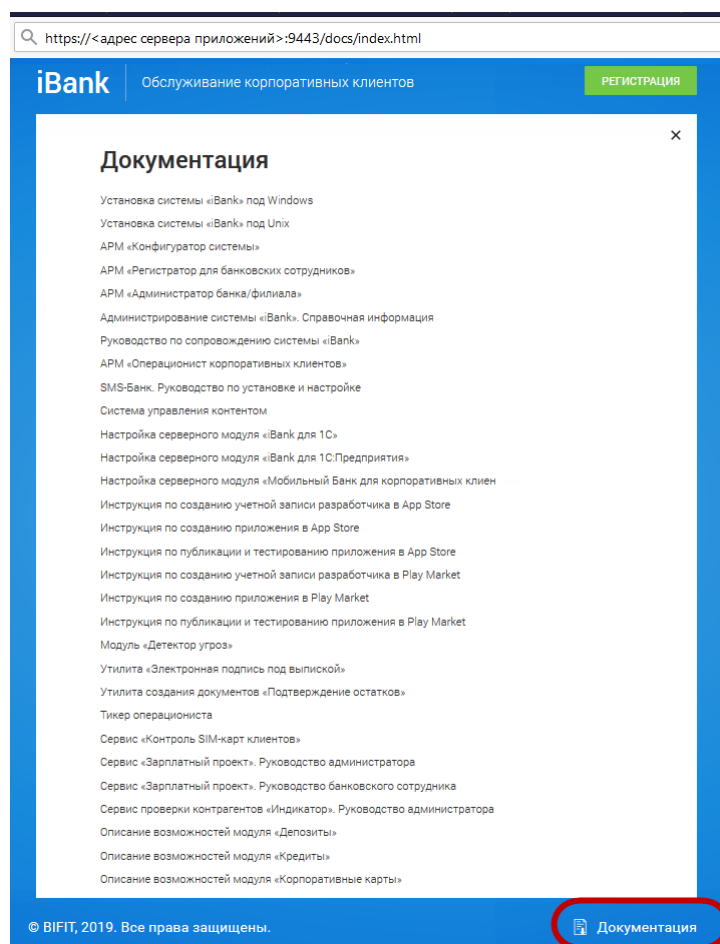 https://<адрес сервера приложений>:9443/docs/index.html
iBank
Обслуживание корпоративных клиентов
РЕГИСТРАЦИЯ
Документация
Установка системы «iBank» под Windows
Установка системы «iBank» под Unix
АРМ «Конфигуратор системы»
АРМ «Регистратор для банковских сотрудников»
АРМ «Администратор банка/филиала»
Администрирование системы «iBank». Справочная информация
Руководство по сопровождению системы «iBank»
АРМ «Операционист корпоративных клиентов»
SMS-Банк. Руководство по установке и настройке
Система управления контентом
Настройка серверного модуля «iBank для 1С»
Настройка серверного модуля «iBank для 1С:Предприятия»
Настройка серверного модуля «Мобильный Банк для корпоративных клиен
Инструкция по созданию учетной записи разработчика в App Store
Инструкция по созданию приложения в App Store
Инструкция по публикации и тестированию приложения в App Store
Инструкция по созданию учетной записи разработчика в Play Market
Инструкция по созданию приложения в Play Market
Инструкция по публикации и тестированию приложения в Play Market
Модуль «Детектор угроз»
Утилита «Электронная подпись под выпиской»
Утилита создания документов «Подтверждение остатков»
Тикер операциониста
Сервис «Контроль SIM-карт клиентов»
Сервис «Зарплатный проект». Руководство администратора
Сервис «Зарплатный проект». Руководство банковского сотрудника
Сервис проверки контрагентов «Индикатор». Руководство администратора
Описание возможностей модуля «Депозиты»
Описание возможностей модуля «Кредиты»
Описание возможностей модуля «Корпоративные карты»
© BIFIT, 2019. Все права защищены.
Документация